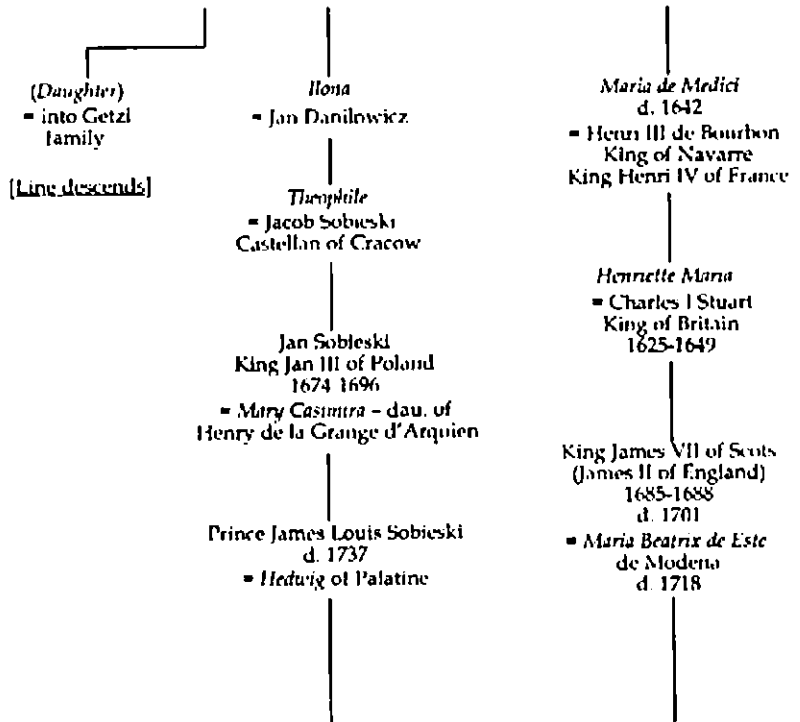 (Daughter)
= into Getzl
family
[Line descends]
Ilona
= Jan Danilowicz
Theophile
= Jacob Sobieski
Castellan of Cracow
Jan Sobieski
King Jan III of Poland
1674-1696
= Mary Casimira – dau. of
Henry de la Grange d'Arquien
Prince James Louis Sobieski
d. 1737
= Hedwig of Palatine
Maria de Medici
d. 1642
= Henri III de Bourbon
King of Navarre
King Henri IV of France
Henriette Maria
= Charles I Stuart
King of Britain
1625-1649
King James VII of Scots
(James II of England)
1685-1688
d. 1701
= Maria Beatrix de Este
de Modena
d. 1718